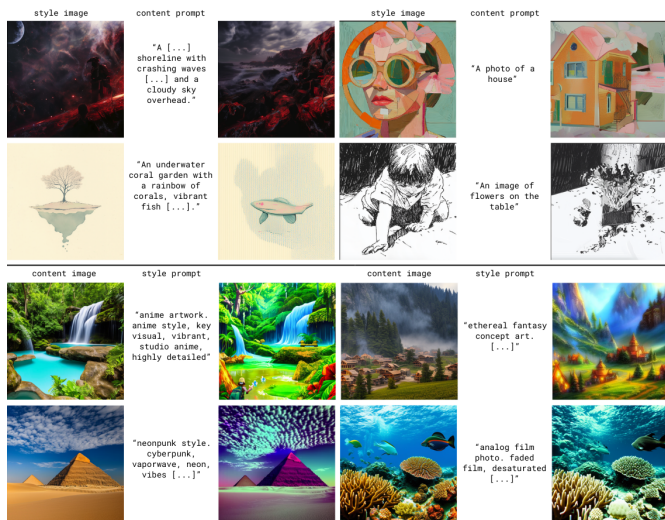 style image
content prompt
style image
content prompt
"A [...]
shoreline with
crashing waves
[...] and a
cloudy sky
overhead."
"A photo of a
house"
"An underwater
coral garden with
a rainbow of
corals, vibrant
fish [...]."
"An image of
flowers on the
table"
content image
style prompt
content image
style prompt
"anime artwork.
anime style, key
visual, vibrant,
studio anime,
highly detailed"
"ethereal fantasy
concept art.
[...]"
"neonpunk style.
cyberpunk,
vaporwave, neon,
vibes [...]"
"analog film
photo. faded
film, desaturated
[...]"